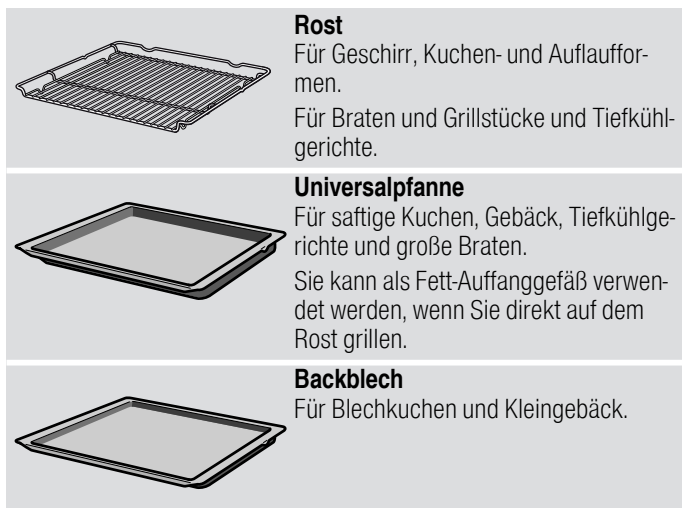 Rost
Für Geschirr, Kuchen- und Auflauffor-
men.
Für Braten und Grillstücke und Tiefkühl-
gerichte.
Universalpfanne
Für saftige Kuchen, Gebäck, Tiefkühlge-
richte und große Braten.
Sie kann als Fett-Auffanggefäß verwen-
det werden, wenn Sie direkt auf dem
Rost grillen.
Backblech
Für Blechkuchen und Kleingebäck.